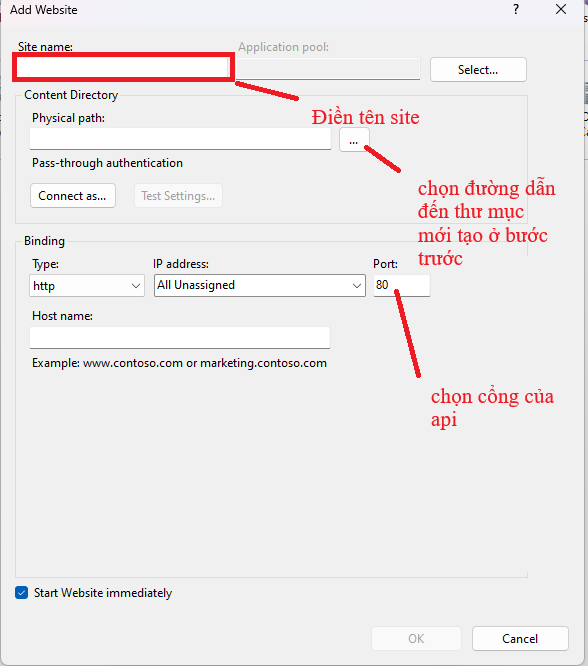 Add Website
?
Site name:
Application pool:
Select...
Content Directory
Điền tên site
Physical path:
...
Pass-through authentication
Connect as...
Test Settings...
chọn đường dẫn
đến thư mục
mới tạo ở bước
trước
Binding
Type:
IP address:
Port:
http
All Unassigned
80
Host name:
Example: www.contoso.com or marketing.contoso.com
chọn cổng của
api
Start Website immediately
OK
Cancel